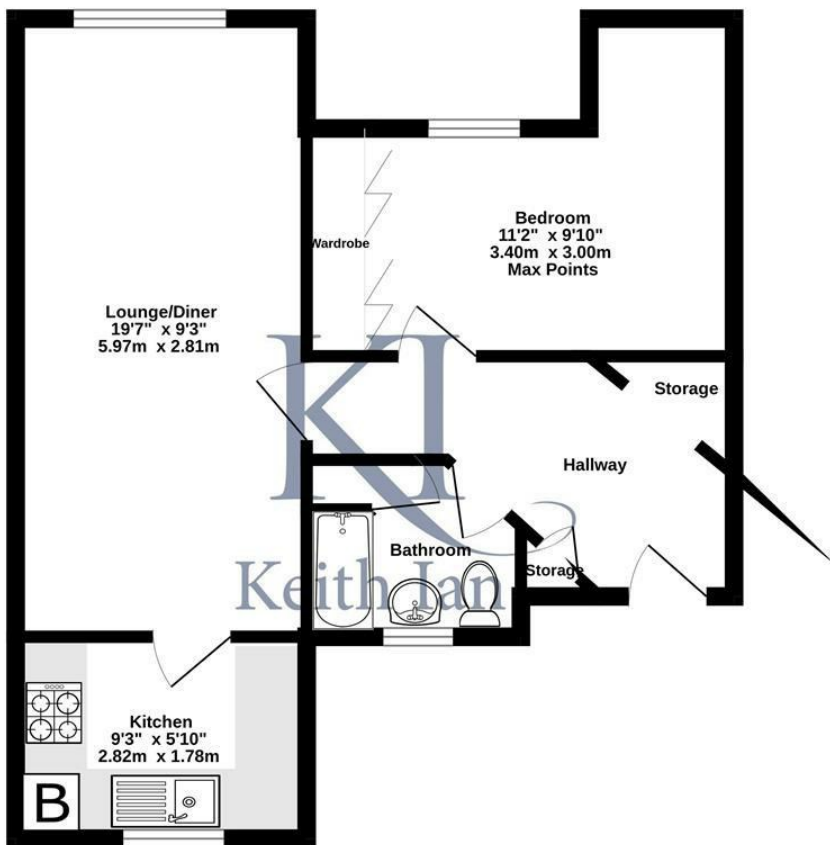 Bedroom
11'2" x 9'10"
3.40m x 3.00m
Max Points
Wardrobe
Lounge/Diner
19'7" x 9'3"
5.97m x 2.81m
KI
Storage
Hallway
Bathroom
Storage
Keith Ian
Kitchen
9'3" x 5'10"
2.82m x 1.78m
B